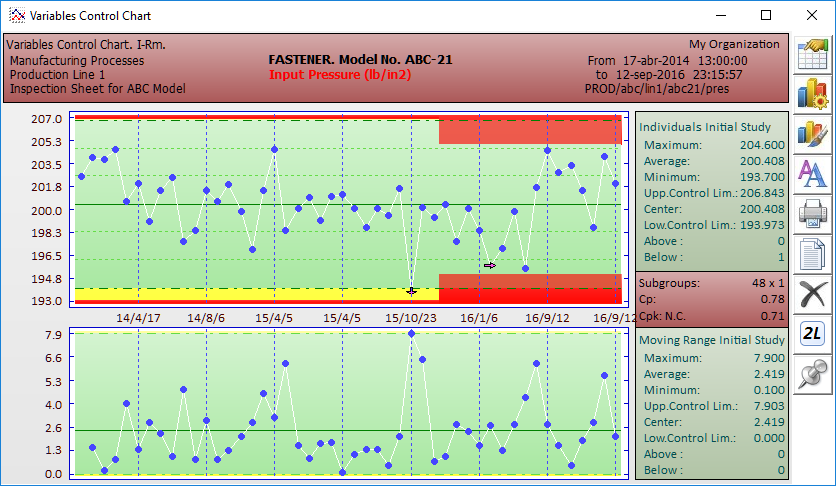 Variables Control Chart
Variables Control Chart. I-Rm.
Manufacturing Processes
Production Line 1
Inspection Sheet for ABC Model
FASTENER. Model No. ABC-21
Input Pressure (lb/in2)
My Organization
From 17-abr-2014 13:00:00
to 12-sep-2016 23:15:57
PROD/abc/lin1/abc21/pres
207.0
205.3
203.5
201.8
200.0
198.3
196.5
194.8
193.0
14/4/17 14/8/6 15/4/5 15/4/5 15/10/23 16/1/6 16/9/12 16/9/12
7.9
6.6
5.3
4.0
2.6
1.3
0.0
Individuals Initial Study
Maximum: 204.600
Average: 200.408
Minimum: 193.700
Upp.Control Lim.: 206.843
Center: 200.408
Low.Control Lim.: 193.973
Above : 0
Below : 1
Subgroups: 48 x 1
Cp: 0.78
Cpk: N.C. 0.71
Moving Range Initial Study
Maximum: 7.900
Average: 2.419
Minimum: 0.100
Upp.Control Lim.: 7.903
Center: 2.419
Low.Control Lim.: 0.000
Above : 0
Below : 0
A A
2L